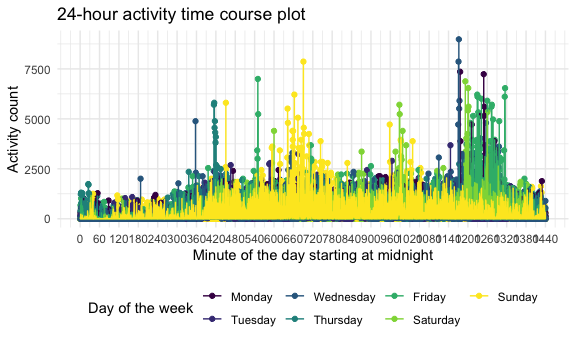 24-hour activity time course plot
Activity count
7500
5000
2500
0
0 60 120 180 240 300 360 420 480 540 600 660 720 780 840 900 960 1020 1080 1140 1200 1260 1320 1380 1440
Minute of the day starting at midnight
Day of the week
Monday Wednesday Friday Sunday
Tuesday Thursday Saturday